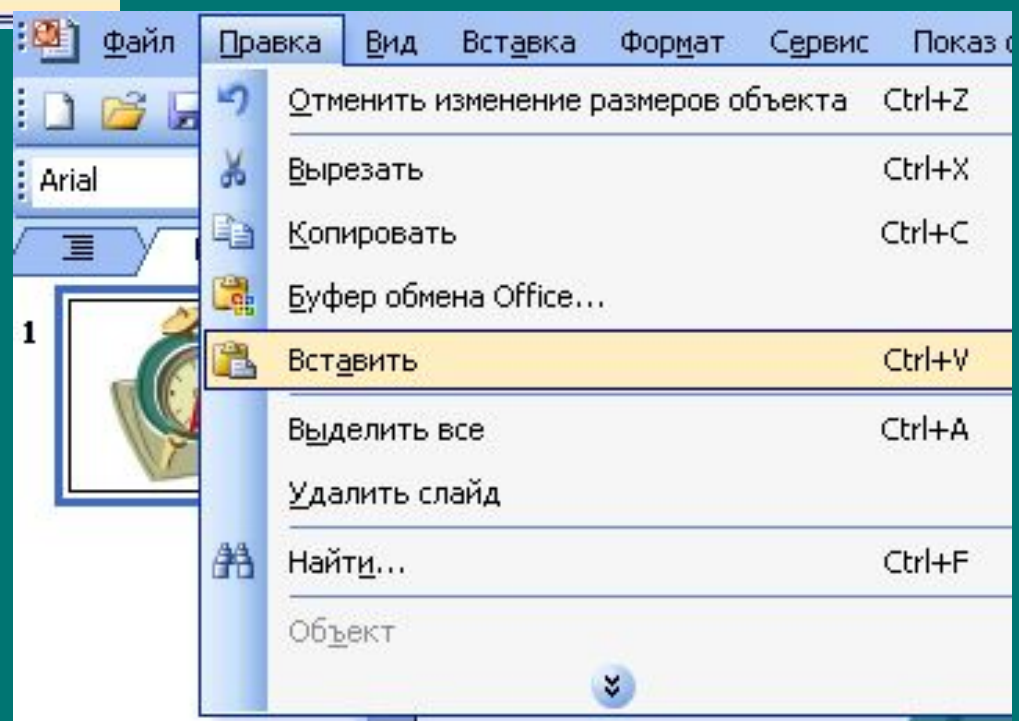 Файл Правка Вид Вставка Формат Сервис Показ
Arial
Отменить изменение размеров объекта Ctrl+Z
Вырезать Ctrl+X
Копировать Ctrl+C
Буфер обмена Office...
1
Вставить Ctrl+V
Выделить все Ctrl+A
Удалить слайд
Найти... Ctrl+F
Объект